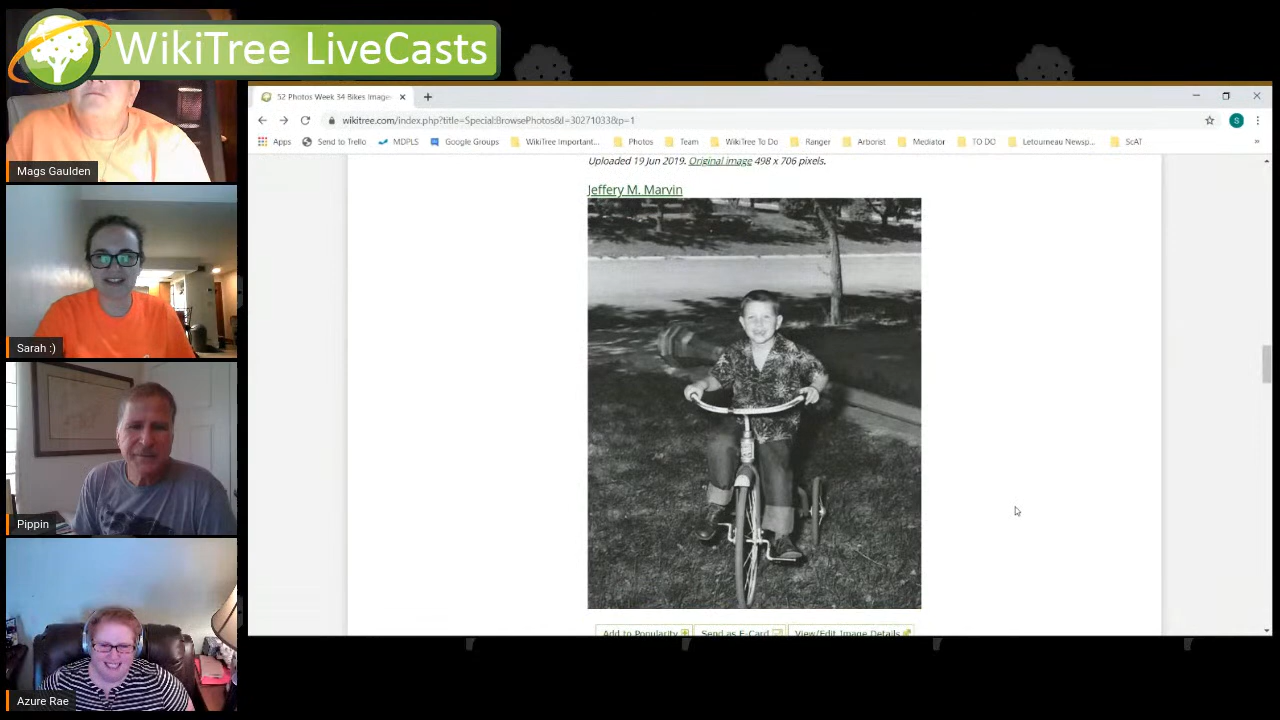 WikiTree LiveCasts
Mags Gaulden
Sarah :)
Pippin
Azure Rae
52 Photos Week 34 Bikes Image
wikitree.com/index.php?title=Special:BrowsePhotos&l=30271033&p=1
S
Apps Send to Trello MDPLS Google Groups WikiTree Important... Photos Team WikiTree To Do Ranger Arborist Mediator TO DO Letourneau Newsp... ScAT »
Uploaded 19 Jun 2019. Original image 498 x 706 pixels.
Jeffery M. Marvin
Add to Popularity Send as E-Card View/Edit Image Details